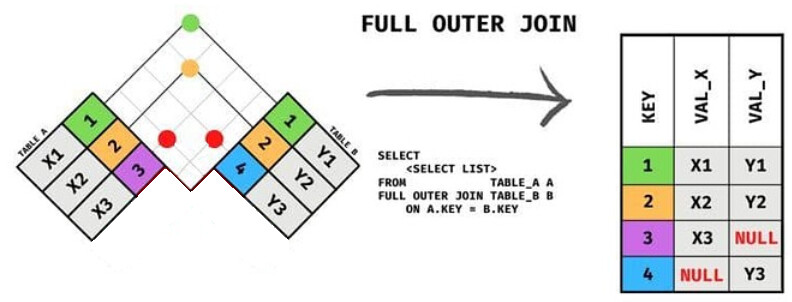 FULL OUTER JOIN
TABLE A
1
X1
2
X2
3
X3
TABLE B
1
Y1
2
Y2
4
Y3
SELECT
<SELECT LIST>
FROM TABLE_A A
FULL OUTER JOIN TABLE_B B
ON A.KEY = B.KEY
KEY VAL_X VAL_Y
1 X1 Y1
2 X2 Y2
3 X3 NULL
4 NULL Y3